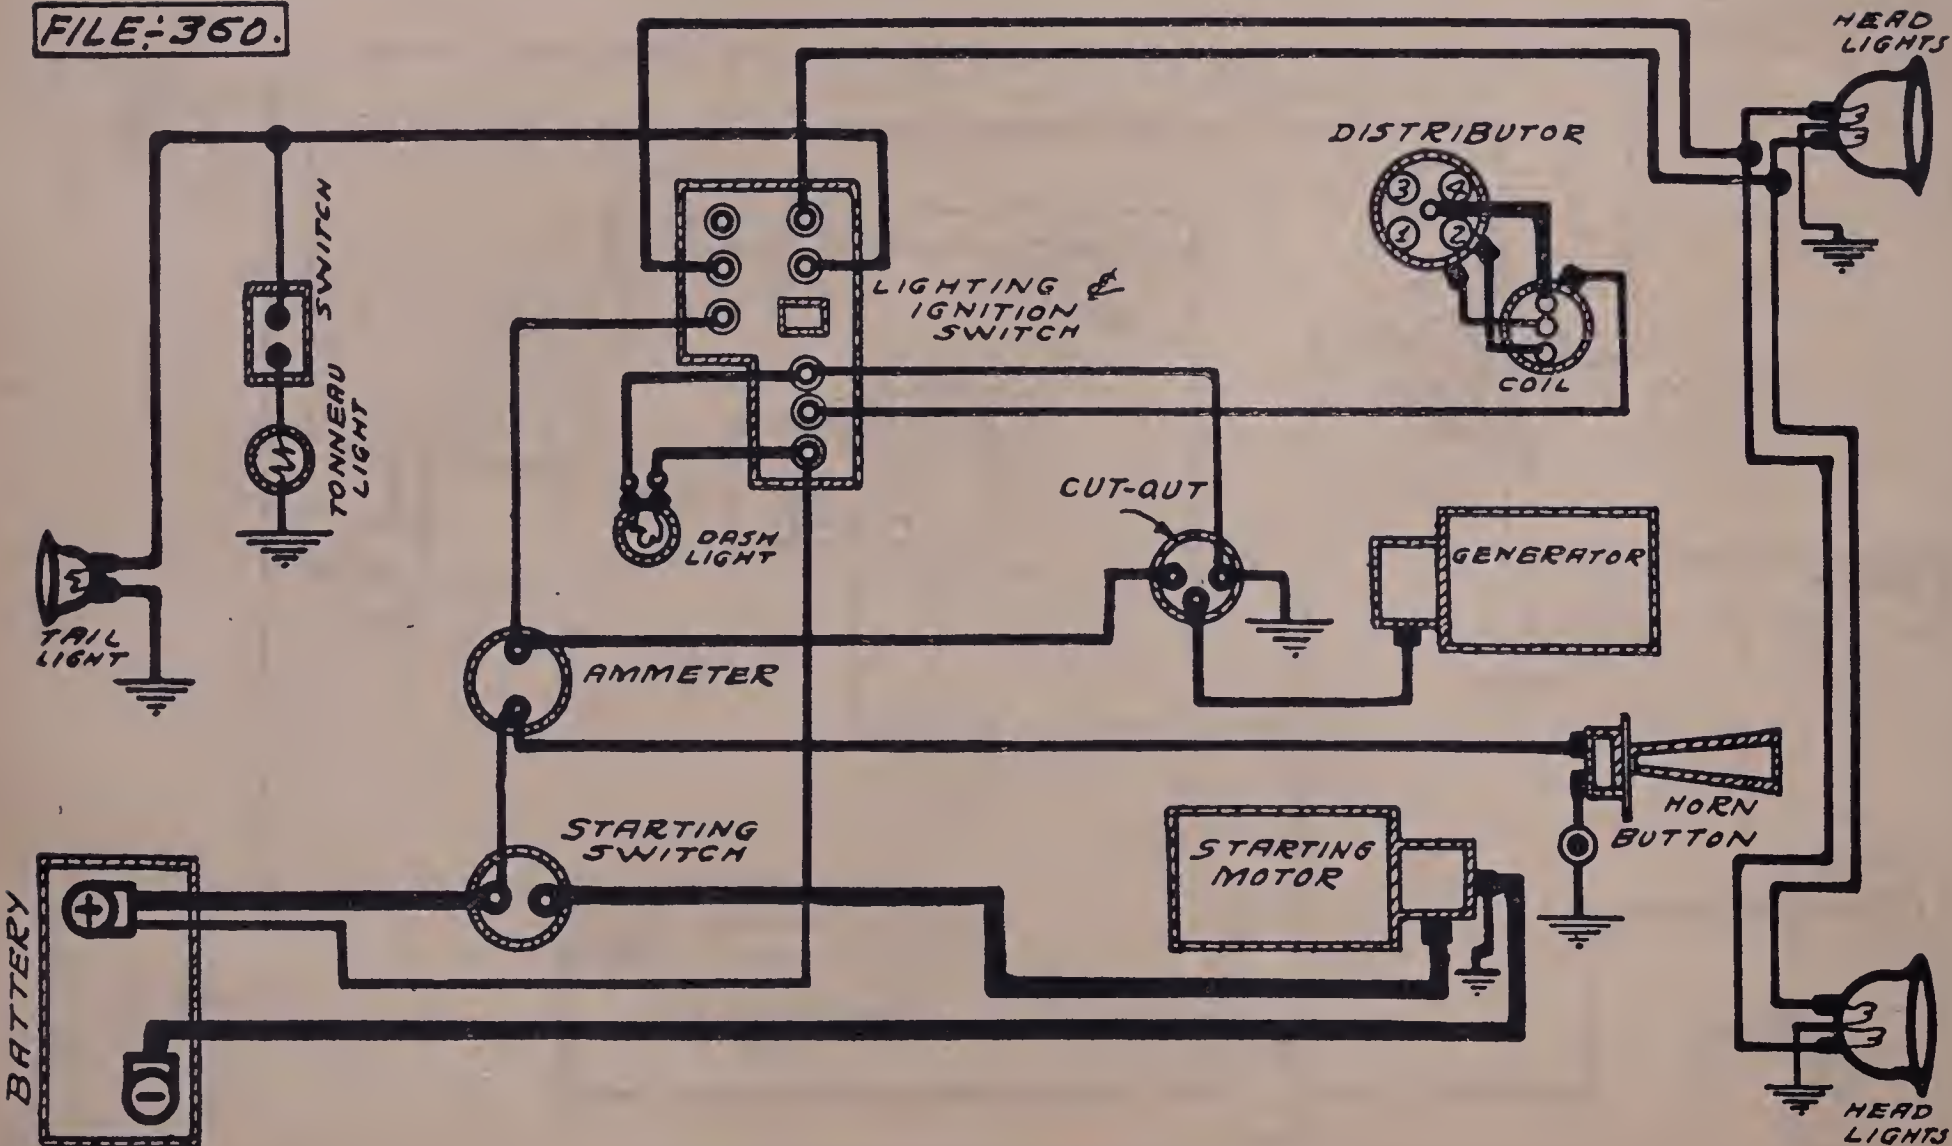 FILE:-360.
HEAD
LIGHTS
DISTRIBUTOR
3 4
1 2
SWITCH
LIGHTING &
IGNITION
SWITCH
COIL
TONNEAU
LIGHT
CUT-OUT
DASH
LIGHT
GENERATOR
TAIL
LIGHT
AMMETER
HORN
BUTTON
STARTING
SWITCH
STARTING
MOTOR
BATTERY
+
-
HEAD
LIGHTS